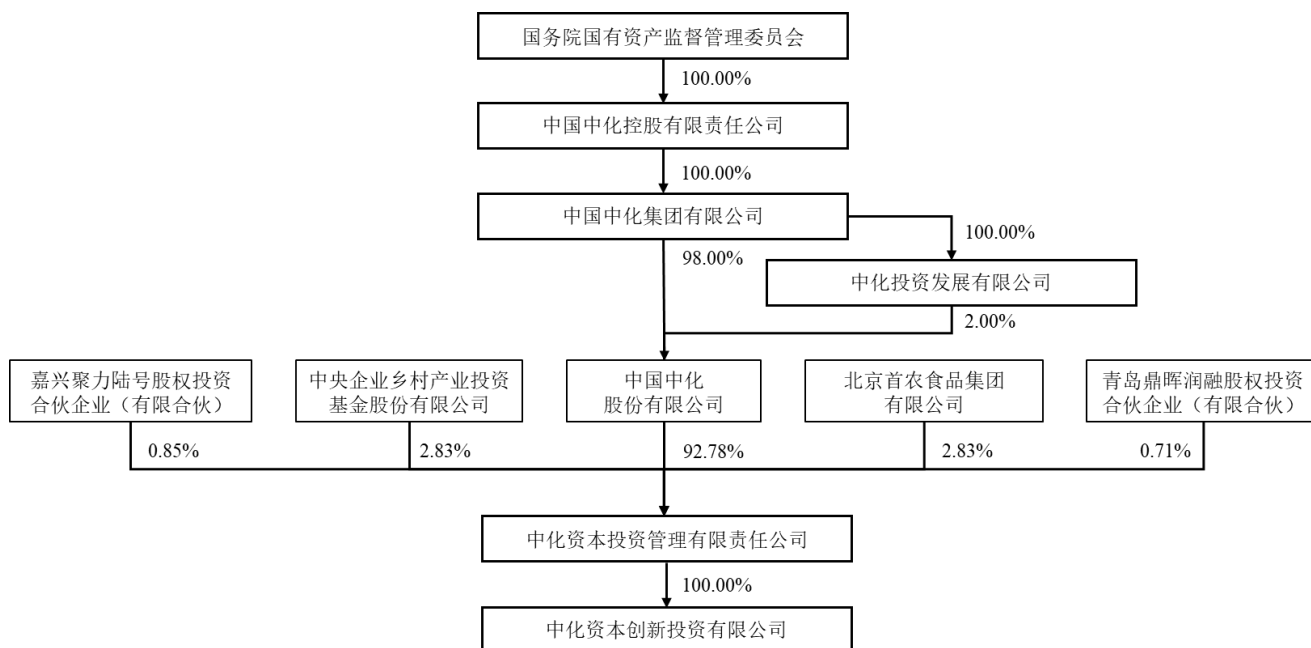 国务院国有资产监督管理委员会
100.00%
中国中化控股有限责任公司
100.00%
中国中化集团有限公司
100.00%
98.00%
中化投资发展有限公司
2.00%
嘉兴聚力陆号股权投资
合伙企业（有限合伙）
中央企业乡村产业投资
基金股份有限公司
中国中化
股份有限公司
北京首农食品集团
有限公司
青岛鼎晖润融股权投资
合伙企业（有限合伙）
0.85%
2.83%
92.78%
2.83%
0.71%
中化资本投资管理有限责任公司
100.00%
中化资本创新投资有限公司